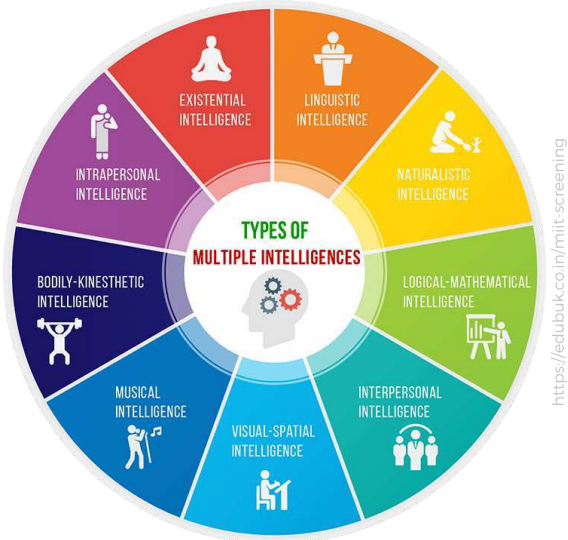 TYPES OF
MULTIPLE INTELLIGENCES
EXISTENTIAL
INTELLIGENCE
LINGUISTIC
INTELLIGENCE
NATURALISTIC
INTELLIGENCE
LOGICAL-MATHEMATICAL
INTELLIGENCE
INTERPERSONAL
INTELLIGENCE
VISUAL-SPATIAL
INTELLIGENCE
MUSICAL
INTELLIGENCE
BODILY-KINESTHETIC
INTELLIGENCE
INTRAPERSONAL
INTELLIGENCE
https://edubuk.co.in/miit-screening